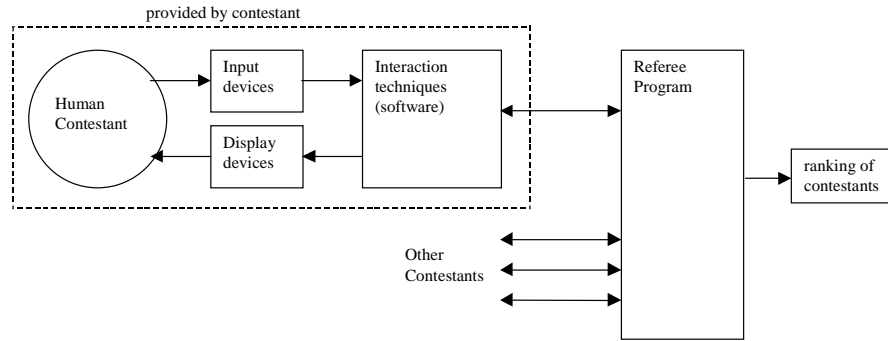 provided by contestant
Human
Contestant
Input
devices
Display
devices
Interaction
techniques
(software)
Referee
Program
ranking of
contestants
Other
Contestants